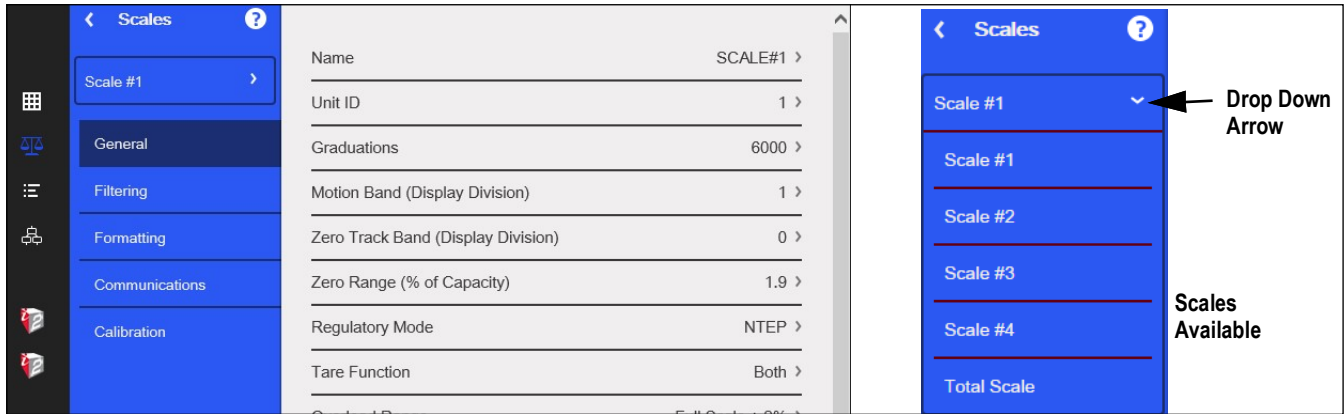 Scales ?
Scale #1
General
Filtering
Formatting
Communications
Calibration
Name SCALE#1
Unit ID 1
Graduations 6000
Motion Band (Display Division) 1
Zero Track Band (Display Division) 0
Zero Range (% of Capacity) 1.9
Regulatory Mode NTEP
Tare Function Both
Scales ?
Scale #1
Scale #1
Scale #2
Scale #3
Scale #4
Total Scale
Drop Down
Arrow
Scales
Available